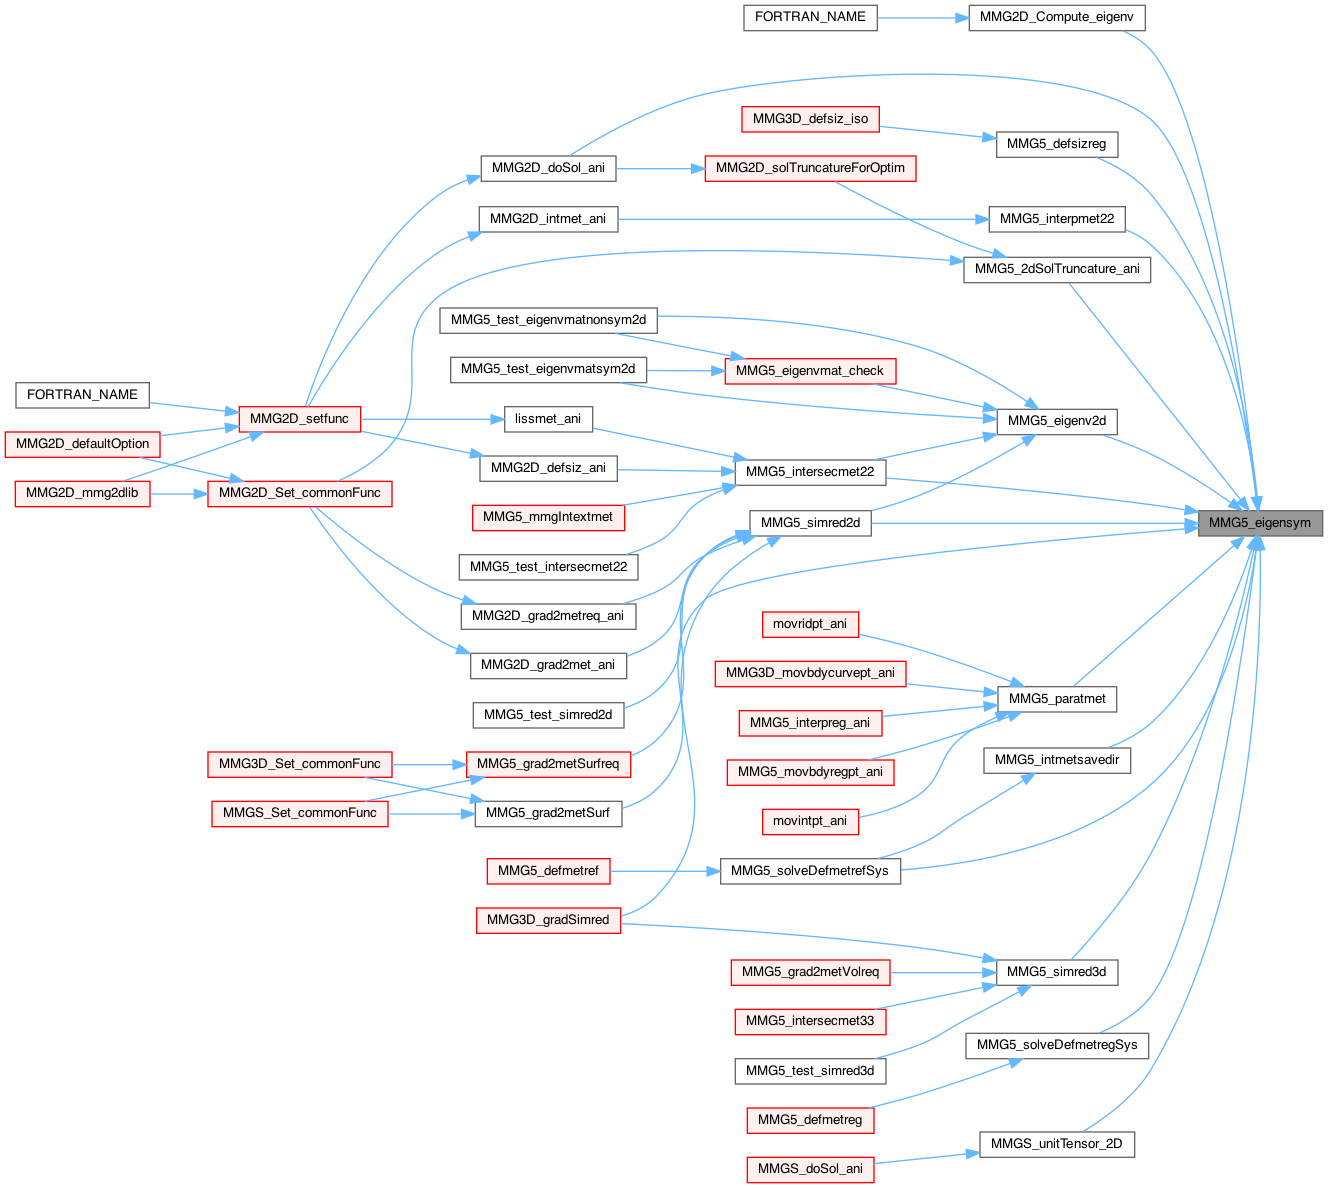 FORTRAN_NAME
MMG2D_Compute_eigenv
MMG3D_defsiz_iso
MMG5_defsizreg
MMG2D_doSol_ani
MMG2D_solTruncatureForOptim
MMG2D_intmet_ani
MMG5_interpmet22
MMG5_2dSolTruncature_ani
MMG5_test_eigenvmatnonsym2d
MMG5_test_eigenvmatsym2d
MMG5_eigenvmat_check
FORTRAN_NAME
MMG2D_setfunc
lissmet_ani
MMG5_eigenv2d
MMG2D_defaultOption
MMG2D_defsiz_ani
MMG5_intersecmet22
MMG2D_mmg2dlib
MMG2D_Set_commonFunc
MMG5_mmgIntextmet
MMG5_simred2d
MMG5_eigensym
MMG5_test_intersecmet22
MMG2D_grad2metreq_ani
movridpt_ani
MMG2D_grad2met_ani
MMG3D_movbdycurvept_ani
MMG5_paratmet
MMG5_test_simred2d
MMG5_interpreg_ani
MMG3D_Set_commonFunc
MMG5_grad2metSurfreq
MMG5_movbdyregpt_ani
MMG5_intmetsavedir
MMGS_Set_commonFunc
MMG5_grad2metSurf
movintpt_ani
MMG5_defmetref
MMG5_solveDefmetrefSys
MMG3D_gradSimred
MMG5_grad2metVolreq
MMG5_simred3d
MMG5_intersecmet33
MMG5_solveDefmetregSys
MMG5_test_simred3d
MMG5_defmetreg
MMGS_unitTensor_2D
MMGS_doSol_ani